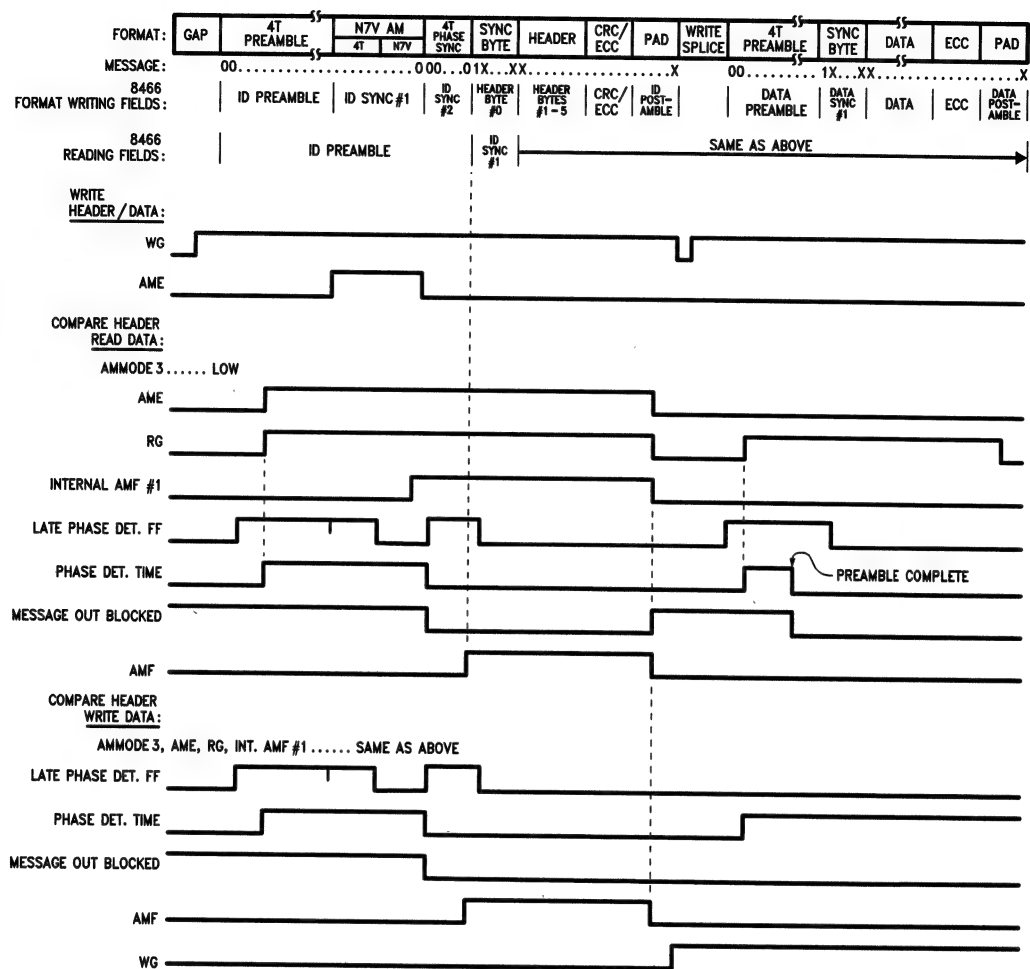 FORMAT: GAP 4T PREAMBLE N7V AM 4T N7V 4T PHASE SYNC SYNC BYTE HEADER CRC/ ECC PAD WRITE SPLICE 4T PREAMBLE SYNC BYTE DATA ECC PAD
MESSAGE: 00......................0 00...01X...XX......................X 00.........1X...XX......................X
8466 FORMAT WRITING FIELDS: ID PREAMBLE ID SYNC #1 ID SYNC #2 HEADER BYTE #0 HEADER BYTES #1-5 CRC/ ECC ID POST- AMBLE DATA PREAMBLE DATA SYNC #1 DATA ECC DATA POST- AMBLE
8466 READING FIELDS: ID PREAMBLE ID SYNC #1 SAME AS ABOVE
WRITE
HEADER/DATA:
WG
AME
COMPARE HEADER
READ DATA:
AMMODE 3 ...... LOW
AME
RG
INTERNAL AMF #1
LATE PHASE DET. FF
PHASE DET. TIME
PREAMBLE COMPLETE
MESSAGE OUT BLOCKED
AMF
COMPARE HEADER
WRITE DATA:
AMMODE 3, AME, RG, INT. AMF #1 ...... SAME AS ABOVE
LATE PHASE DET. FF
PHASE DET. TIME
MESSAGE OUT BLOCKED
AMF
WG